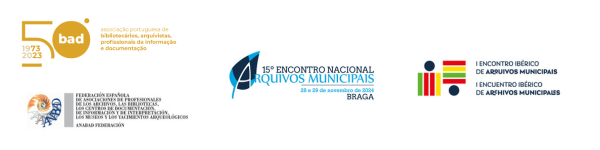 50
bad
1973
2023
associação portuguesa de
bibliotecários, arquivistas,
profissionais da informação
e documentação
ANABAD
FEDERACIÓN ESPAÑOLA
DE ASOCIACIONES DE PROFESIONALES
DE LOS ARCHIVOS, LAS BIBLIOTECAS,
LOS CENTROS DE DOCUMENTACIÓN,
DE INFORMACIÓN Y DE INTERPRETACIÓN,
LOS MUSEOS Y LOS YACIMIENTOS ARQUEOLÓGICOS
ANABAD FEDERACIÓN
15º ENCONTRO NACIONAL
ARQUIVOS MUNICIPAIS
28 e 29 de novembro de 2024
BRAGA
I ENCONTRO IBÉRICO
DE ARQUIVOS MUNICIPAIS
I ENCUENTRO IBÉRICO
DE ARCHIVOS MUNICIPALES